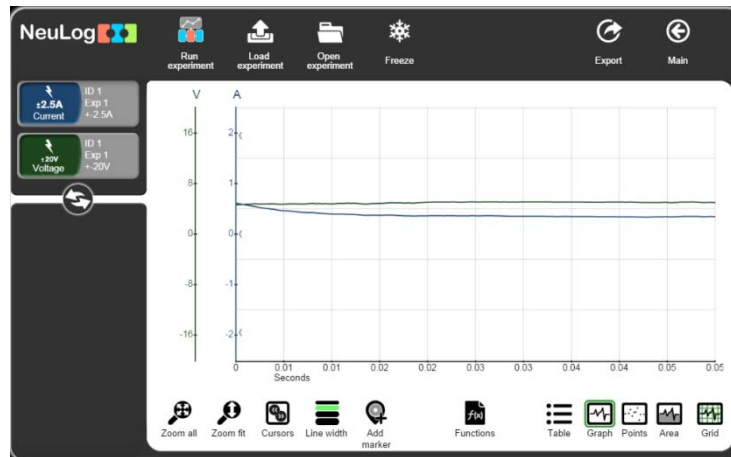 NeuLog
Run experiment
Load experiment
Open experiment
Freeze
Export
Main
±2.5A
Current
ID 1
Exp 1
+-2.5A
±20V
Voltage
ID 1
Exp 1
+-20V
V
A
16
8
0
-8
-16
2
1
0
-1
-2
0 0.01 0.01 0.02 0.02 0.03 0.03 0.04 0.04 0.05 0.05
Seconds
Zoom all
Zoom fit
Cursors
Line width
Add marker
f(x)
Functions
Table
Graph
Points
Area
Grid